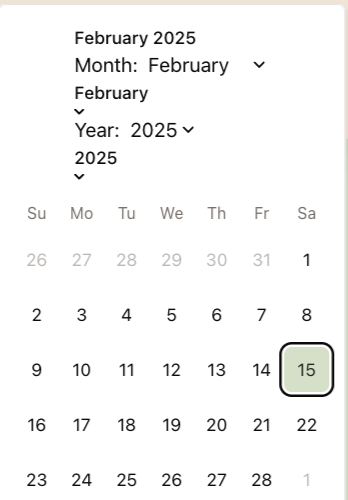 February 2025
Month: February
February
Year: 2025
2025
Su Mo Tu We Th Fr Sa
26 27 28 29 30 31 1
2 3 4 5 6 7 8
9 10 11 12 13 14 15
16 17 18 19 20 21 22
23 24 25 26 27 28 1